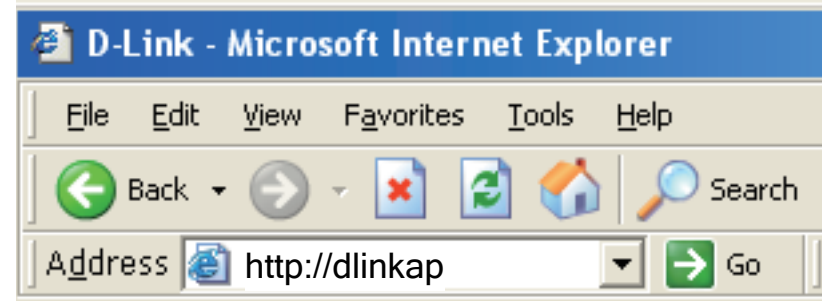 D-Link - Microsoft Internet Explorer
File Edit View Favorites Tools Help
Back Search
Address http://dlinkap Go